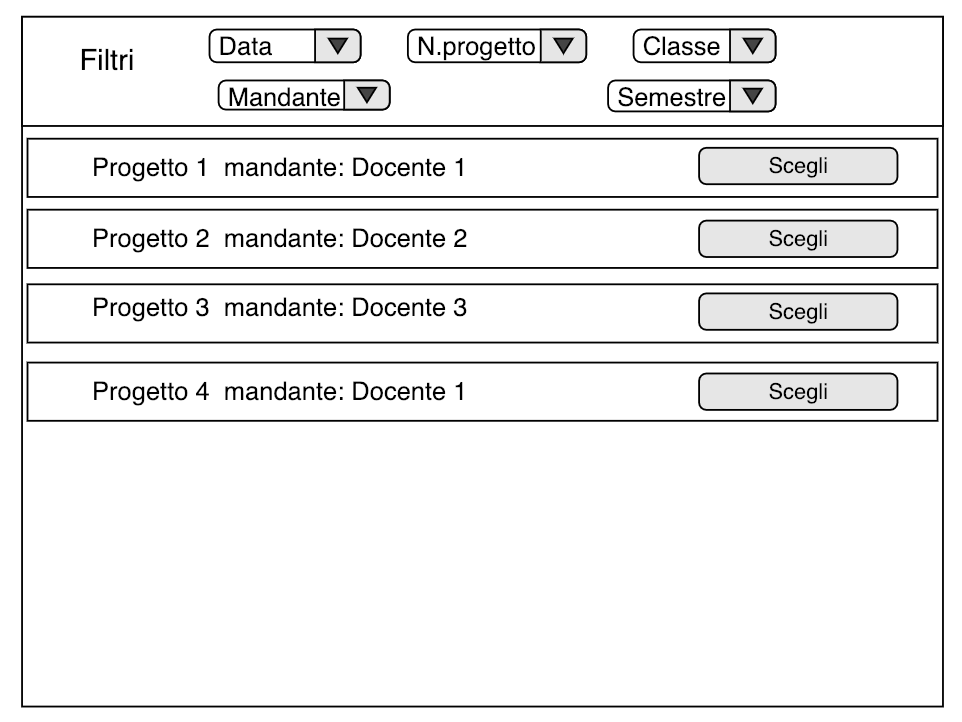 Filtri
Data
N.progetto
Classe
Mandante
Semestre
Progetto 1 mandante: Docente 1
Scegli
Progetto 2 mandante: Docente 2
Scegli
Progetto 3 mandante: Docente 3
Scegli
Progetto 4 mandante: Docente 1
Scegli